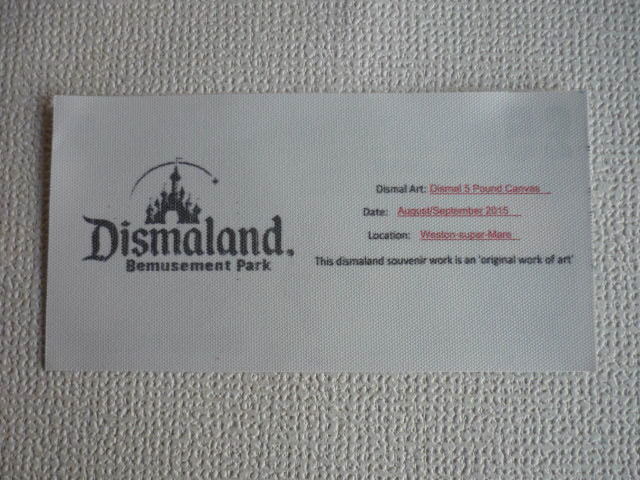 Dismaland.
Bemusement Park
Dismal Art: Dismal 5 Pound Canvas
Date: August/September 2015
Location: Weston-super-Mare
This dismaland souvenir work is an 'original work of art'